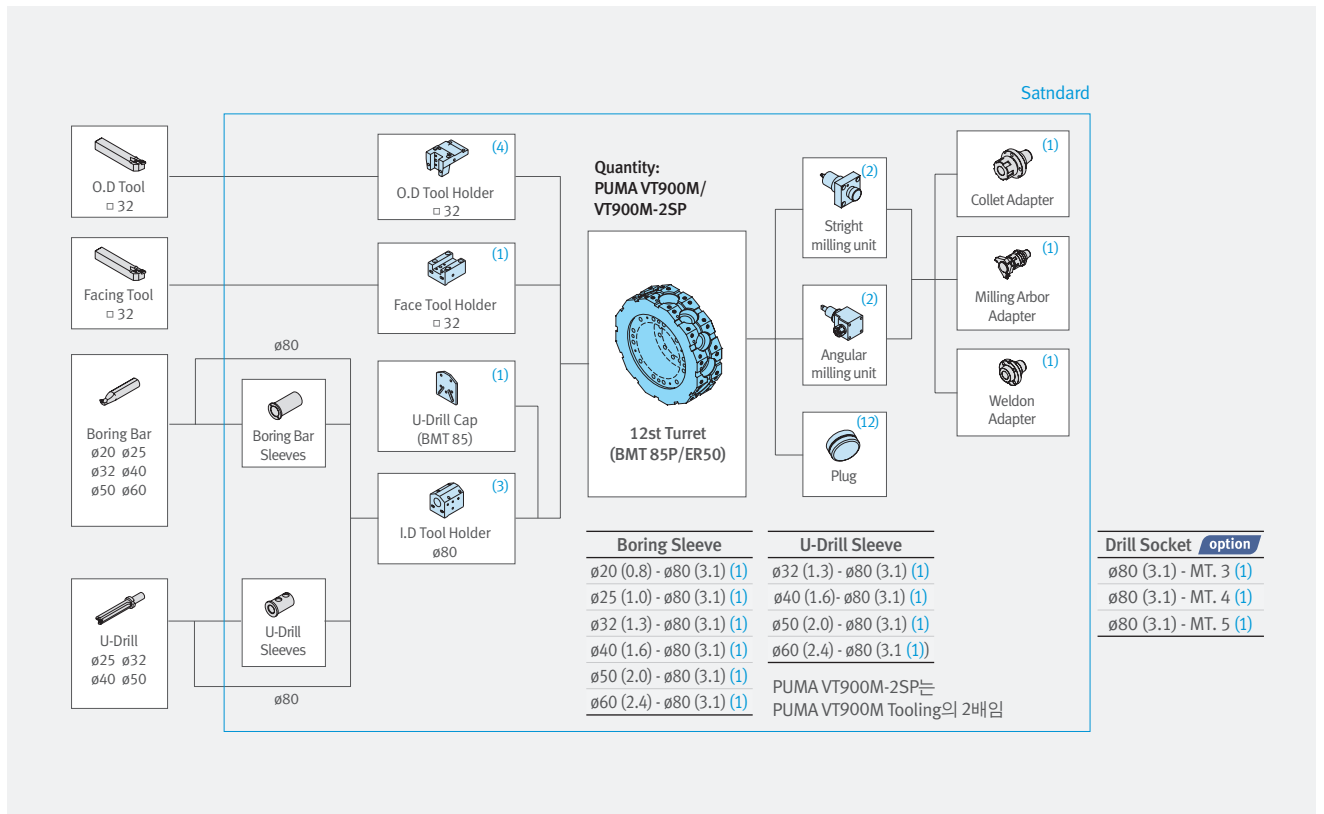 Satndard
O.D Tool
□ 32
(4)
O.D Tool Holder
□ 32
Facing Tool
□ 32
(1)
Face Tool Holder
□ 32
ø80
Boring Bar
ø20 ø25
ø32 ø40
ø50 ø60
Boring Bar
Sleeves
(1)
U-Drill Cap
(BMT 85)
(3)
I.D Tool Holder
ø80
U-Drill
ø25 ø32
ø40 ø50
U-Drill
Sleeves
ø80
Quantity:
PUMA VT900M/
VT900M-2SP
12st Turret
(BMT 85P/ER50)
(2)
Stright
milling unit
(2)
Angular
milling unit
(12)
Plug
(1)
Collet Adapter
(1)
Milling Arbor
Adapter
(1)
Weldon
Adapter
Boring Sleeve
ø20 (0.8) - ø80 (3.1) (1)
ø25 (1.0) - ø80 (3.1) (1)
ø32 (1.3) - ø80 (3.1) (1)
ø40 (1.6) - ø80 (3.1) (1)
ø50 (2.0) - ø80 (3.1) (1)
ø60 (2.4) - ø80 (3.1) (1)
U-Drill Sleeve
ø32 (1.3) - ø80 (3.1) (1)
ø40 (1.6)- ø80 (3.1) (1)
ø50 (2.0) - ø80 (3.1) (1)
ø60 (2.4) - ø80 (3.1 (1))
PUMA VT900M-2SP는
PUMA VT900M Tooling의 2배임
Drill Socket option
ø80 (3.1) - MT. 3 (1)
ø80 (3.1) - MT. 4 (1)
ø80 (3.1) - MT. 5 (1)